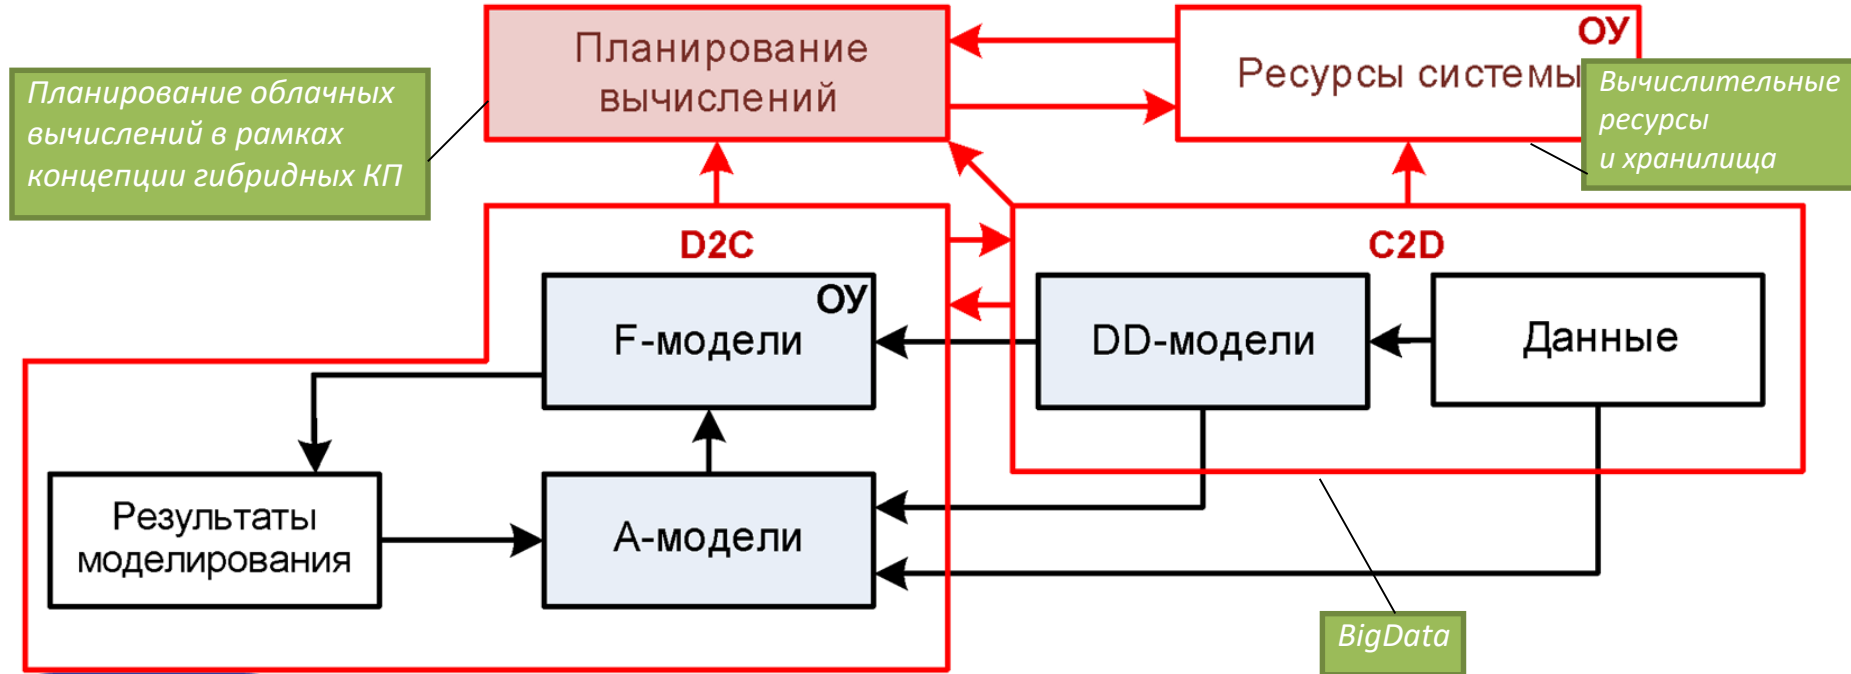 Планирование
вычислений
ОУ
Ресурсы системы
Планирование облачных
вычислений в рамках
концепции гибридных КП
Вычислительные
ресурсы
и хранилища
D2C
C2D
ОУ
F-модели
DD-модели
Данные
Результаты
моделирования
А-модели
BigData